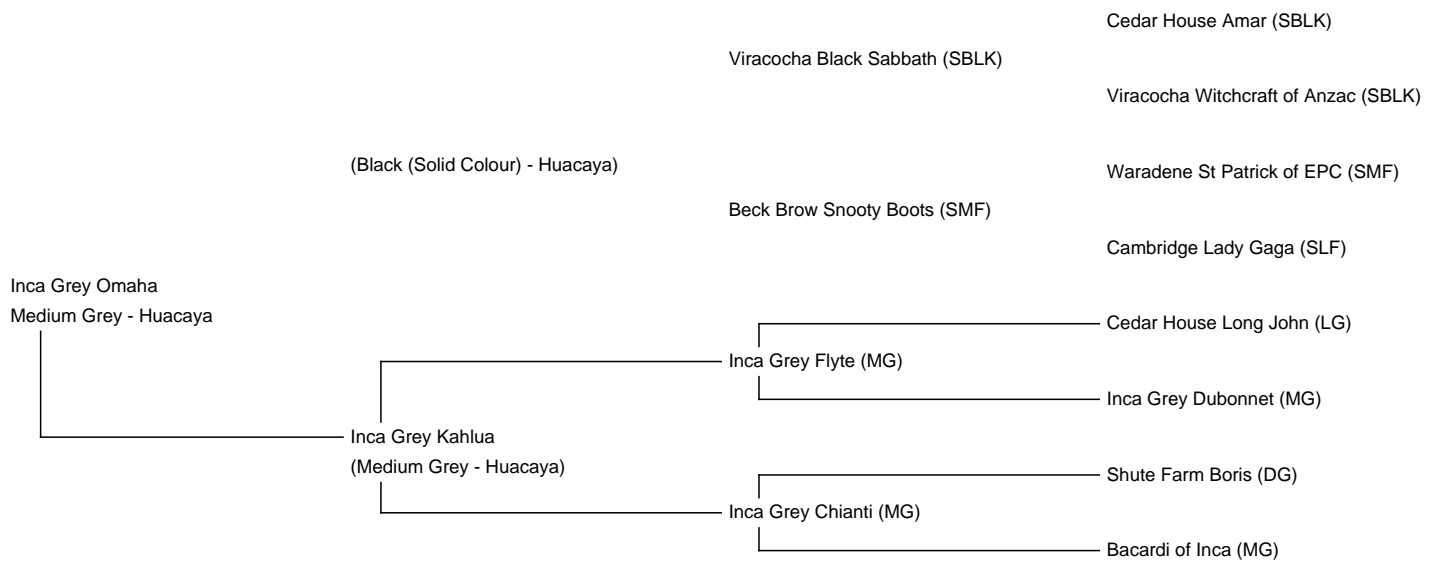 Cedar House Amar (SBLK)
Viracocha Black Sabbath (SBLK)
Viracocha Witchcraft of Anzac (SBLK)
(Black (Solid Colour) - Huacaya)
Waradene St Patrick of EPC (SMF)
Beck Brow Snooty Boots (SMF)
Cambridge Lady Gaga (SLF)
Inca Grey Omaha
Medium Grey - Huacaya
Cedar House Long John (LG)
Inca Grey Flyte (MG)
Inca Grey Dubonnet (MG)
Inca Grey Kahlua
(Medium Grey - Huacaya)
Shute Farm Boris (DG)
Inca Grey Chianti (MG)
Bacardi of Inca (MG)